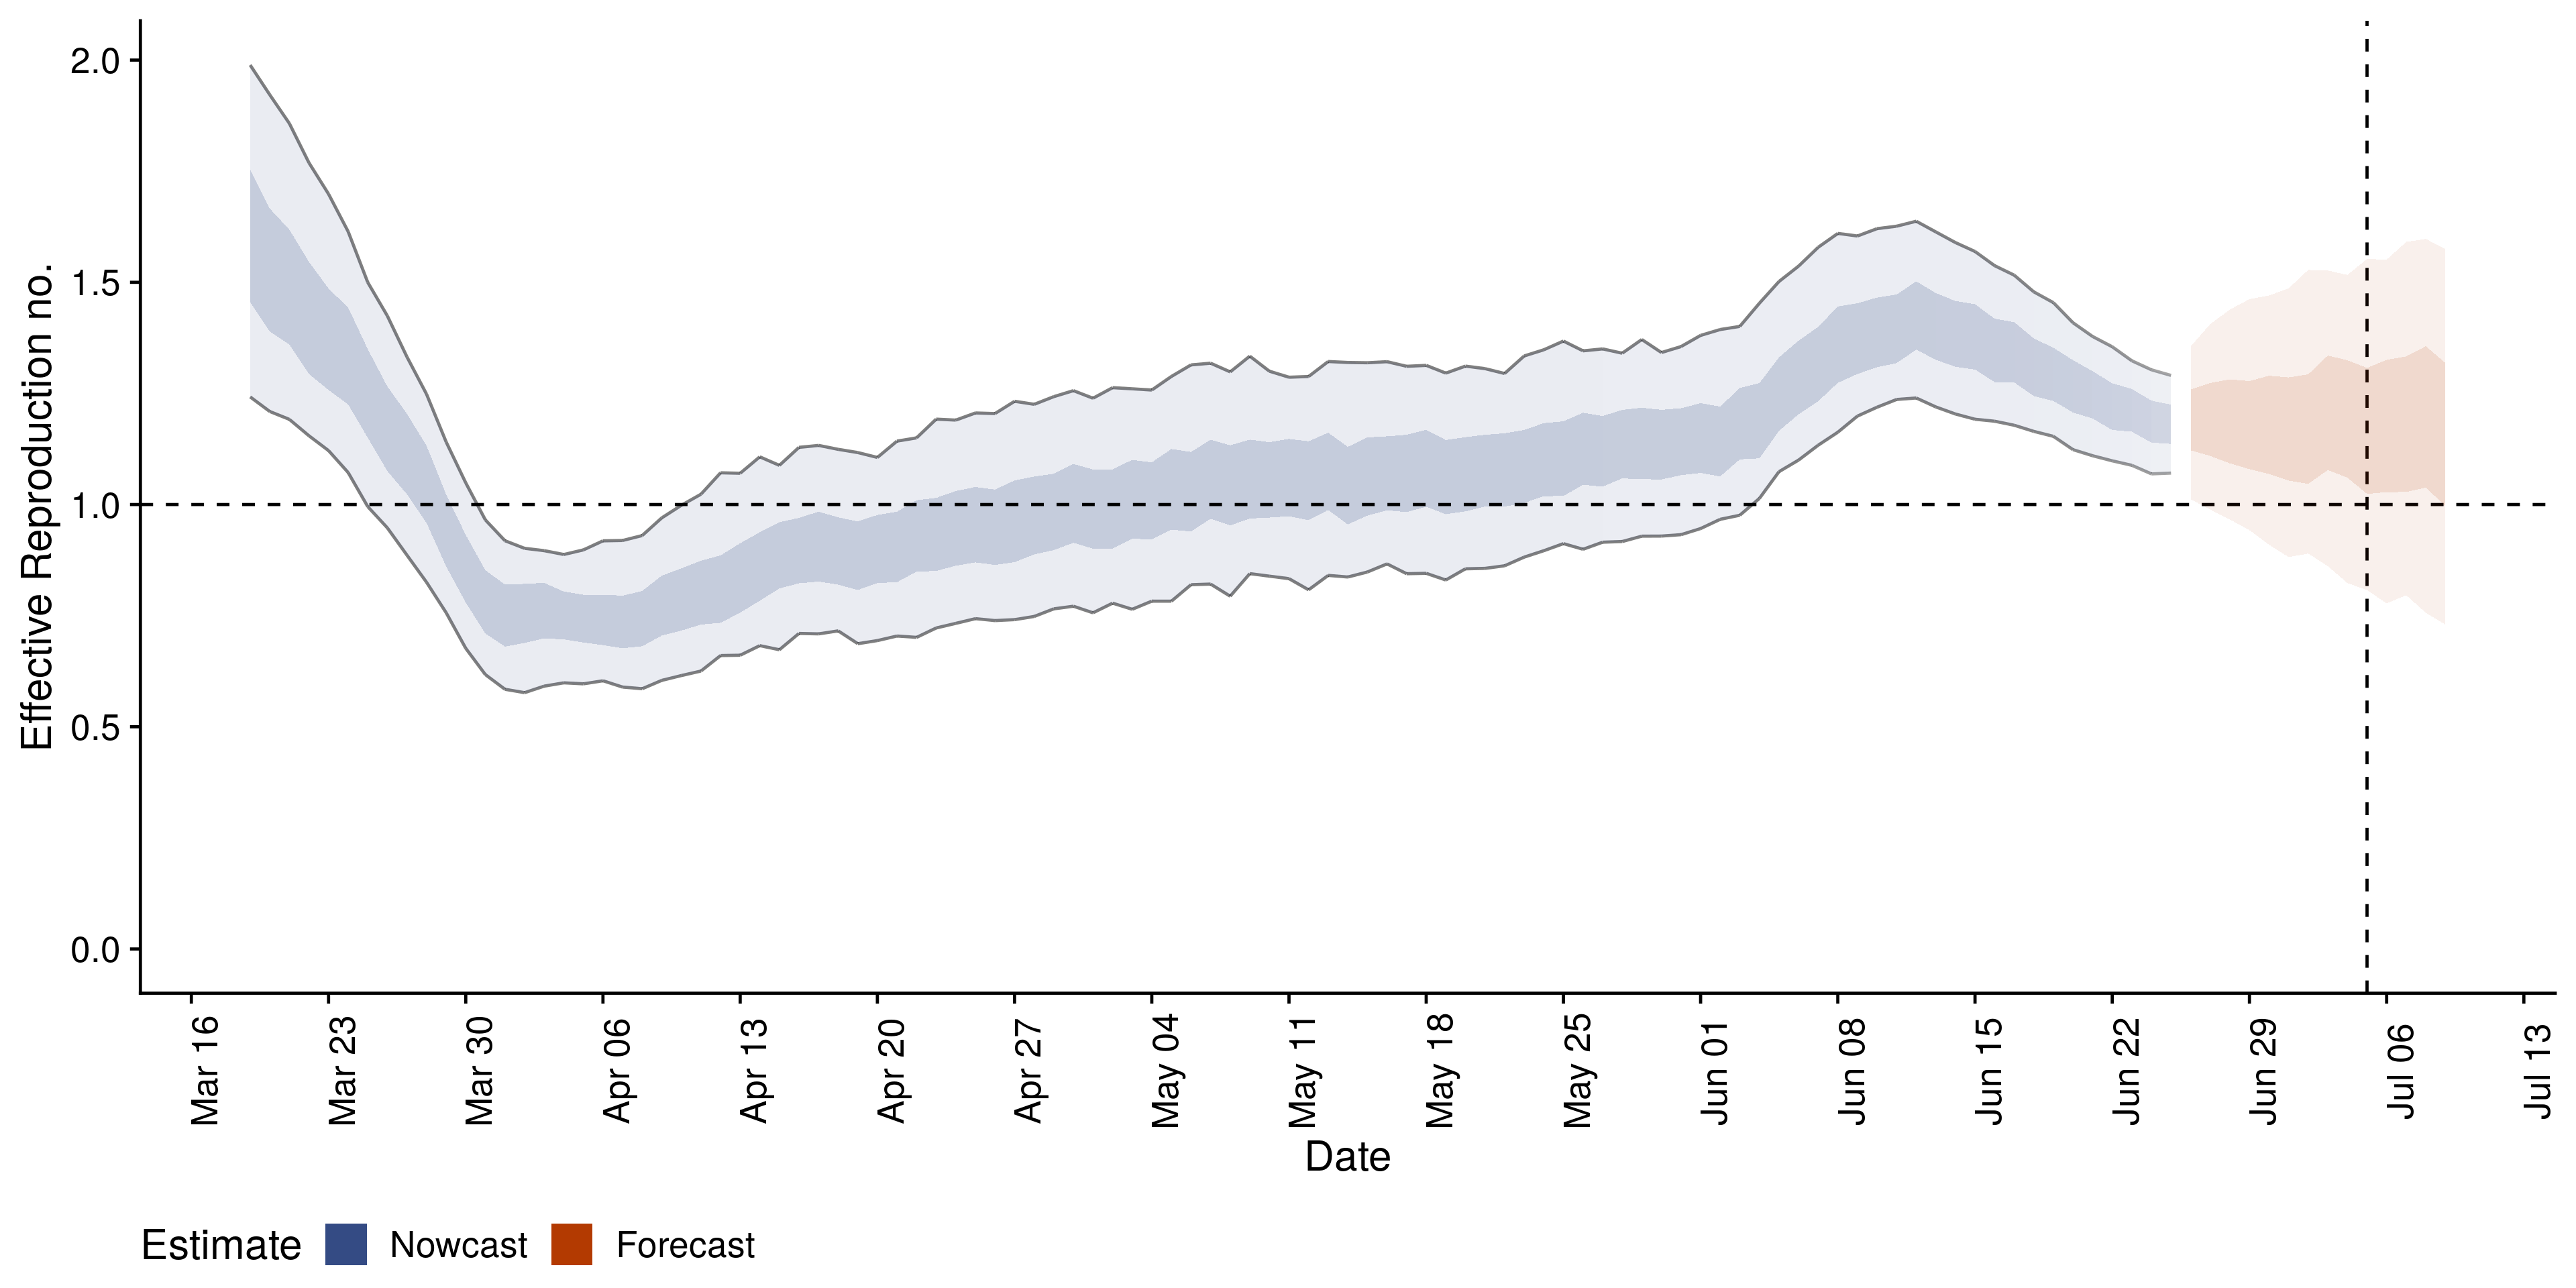 Effective Reproduction no.
2.0
1.5
1.0
0.5
0.0
Mar 16
Mar 23
Mar 30
Apr 06
Apr 13
Apr 20
Apr 27
May 04
May 11
May 18
May 25
Jun 01
Jun 08
Jun 15
Jun 22
Jun 29
Jul 06
Jul 13
Date
Estimate Nowcast Forecast